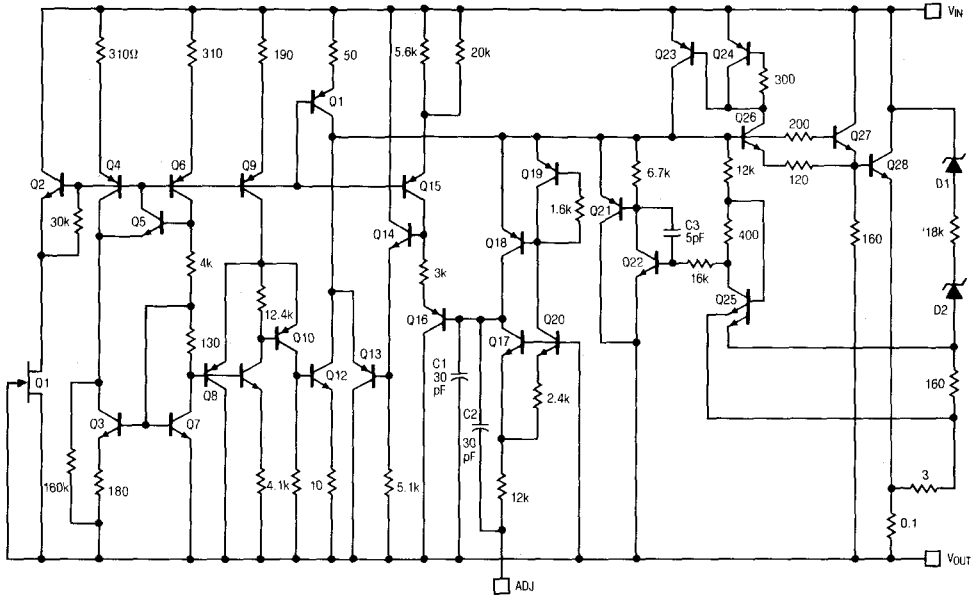 VIN
310Ω
310
190
50
5.6k
20k
Q23
Q24
300
Q1
Q26
200
Q27
Q2
Q4
Q6
Q9
Q15
Q19
6.7k
12k
120
Q28
D1
30k
Q5
Q14
Q18
1.6k
Q21
C3
5pF
400
160
18k
4k
3k
Q22
16k
Q25
D2
12.4k
Q16
Q17
Q20
130
Q10
Q8
Q12
Q13
C1
30
pF
Q1
2.4k
160
Q3
Q7
C2
30
pF
160k
180
4.1k
10
5.1k
12k
3
0.1
VOUT
ADJ